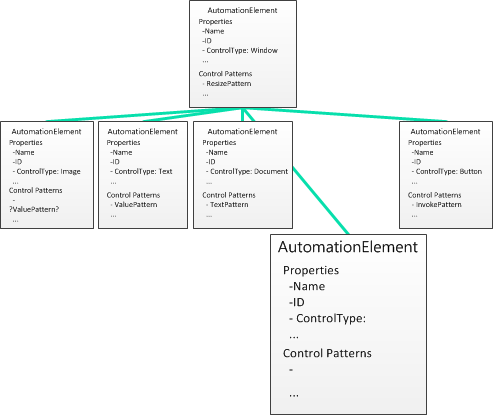 AutomationElement
Properties
-Name
-ID
- ControlType: Window
...
Control Patterns
- ResizePattern
...
AutomationElement
Properties
-Name
-ID
- ControlType: Image
...
Control Patterns
-
?ValuePattern?
...
AutomationElement
Properties
-Name
-ID
- ControlType: Text
...
Control Patterns
- ValuePattern
...
AutomationElement
Properties
-Name
-ID
- ControlType: Document
...
Control Patterns
- TextPattern
...
AutomationElement
Properties
-Name
-ID
- ControlType: Button
...
Control Patterns
- InvokePattern
...
AutomationElement
Properties
-Name
-ID
- ControlType:
...
Control Patterns
-
...